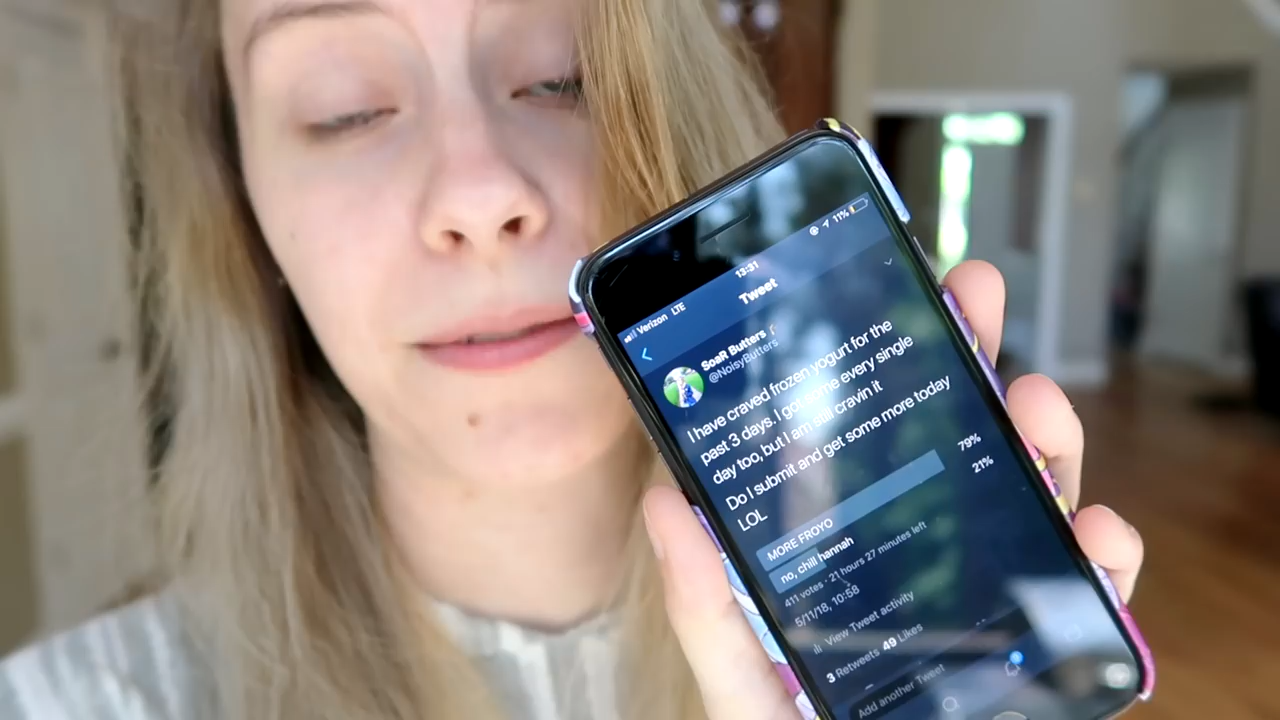 Verizon LTE 13:31 11%
Tweet
SoaR Butters
@NoisyButters
I have craved frozen yogurt for the
past 3 days. I got some every single
day too, but I am still cravin it
Do I submit and get some more today
LOL
MORE FROYO 79%
no, chill hannah 21%
411 votes · 21 hours 27 minutes left
5/11/18, 10:58
View Tweet activity
3 Retweets 49 Likes
Add another Tweet